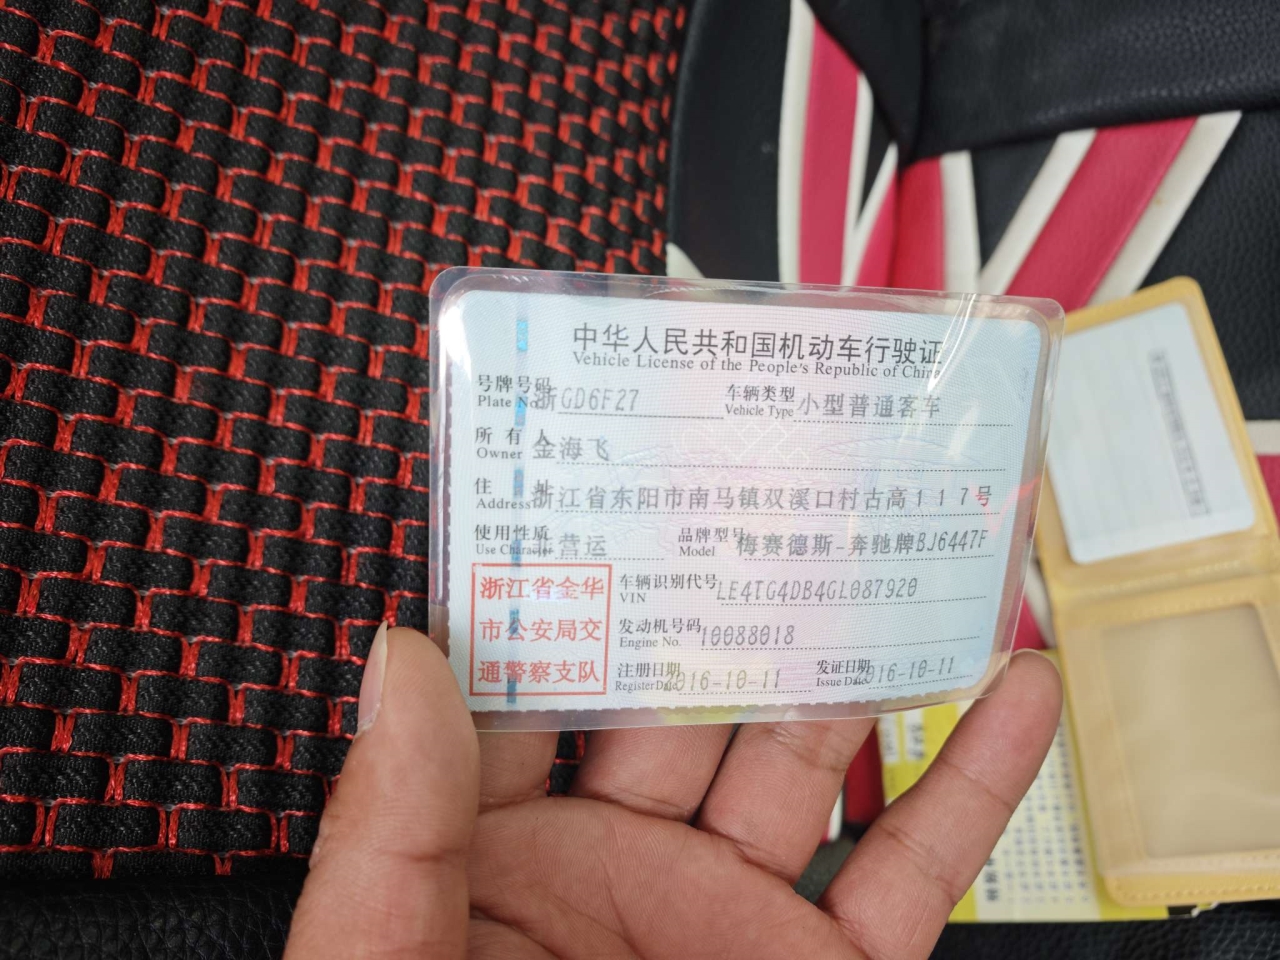 中华人民共和国机动车行驶证
Vehicle License of the People's Republic of China
号牌号码 浙GD6F27 车辆类型 小型普通客车
Plate No. Vehicle Type
所有人 金海飞
Owner
住址 浙江省东阳市南马镇双溪口村古高117号
Address
使用性质 营运 品牌型号 梅赛德斯-奔驰牌BJ6447F
Use Character Model
浙江省金华
市公安局交
通警察支队
车辆识别代号 LE4TG4DB4GL087920
VIN
发动机号码 10088018
Engine No.
注册日期 016-10-11 发证日期 016-10-11
Register Date Issue Date